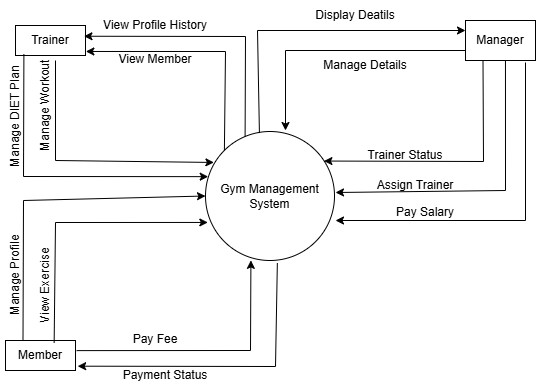 Display Deatils
View Profile History
Trainer
Manager
View Member
Manage Details
Manage DIET Plan
Manage Workout
Trainer Status
Gym Management
System
Assign Trainer
Pay Salary
Manage Profile
View Exercise
Pay Fee
Member
Payment Status